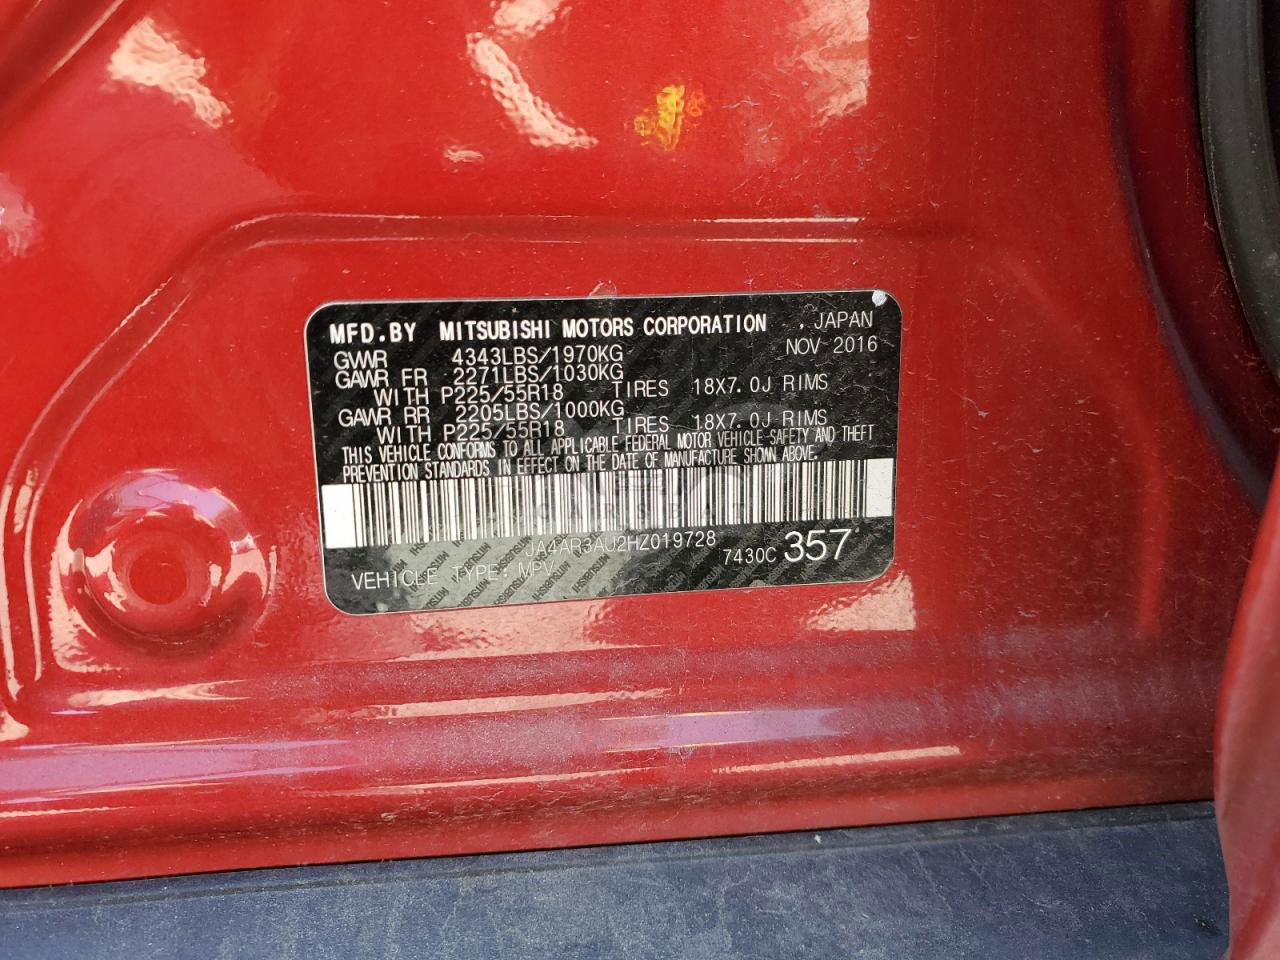 MFD.BY MITSUBISHI MOTORS CORPORATION , JAPAN
GVWR 4343LBS/1970KG NOV 2016
GAWR FR 2271LBS/1030KG
WITH P225/55R18 TIRES 18X7.0J RIMS
GAWR RR 2205LBS/1000KG
WITH P225/55R18 TIRES 18X7.0J RIMS
THIS VEHICLE CONFORMS TO ALL APPLICABLE FEDERAL MOTOR VEHICLE SAFETY AND THEFT
PREVENTION STANDARDS IN EFFECT ON THE DATE OF MANUFACTURE SHOWN ABOVE.
JA4AR3AU2HZ019728
VEHICLE TYPE: MPV 7430C 357